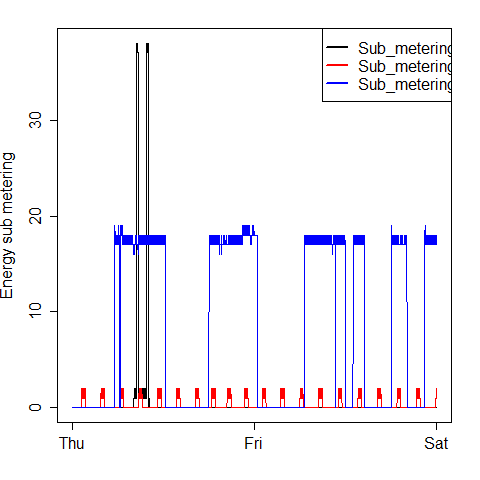 Sub_metering
Sub_metering
Sub_metering
Energy sub metering
30
20
10
0
Thu Fri Sat